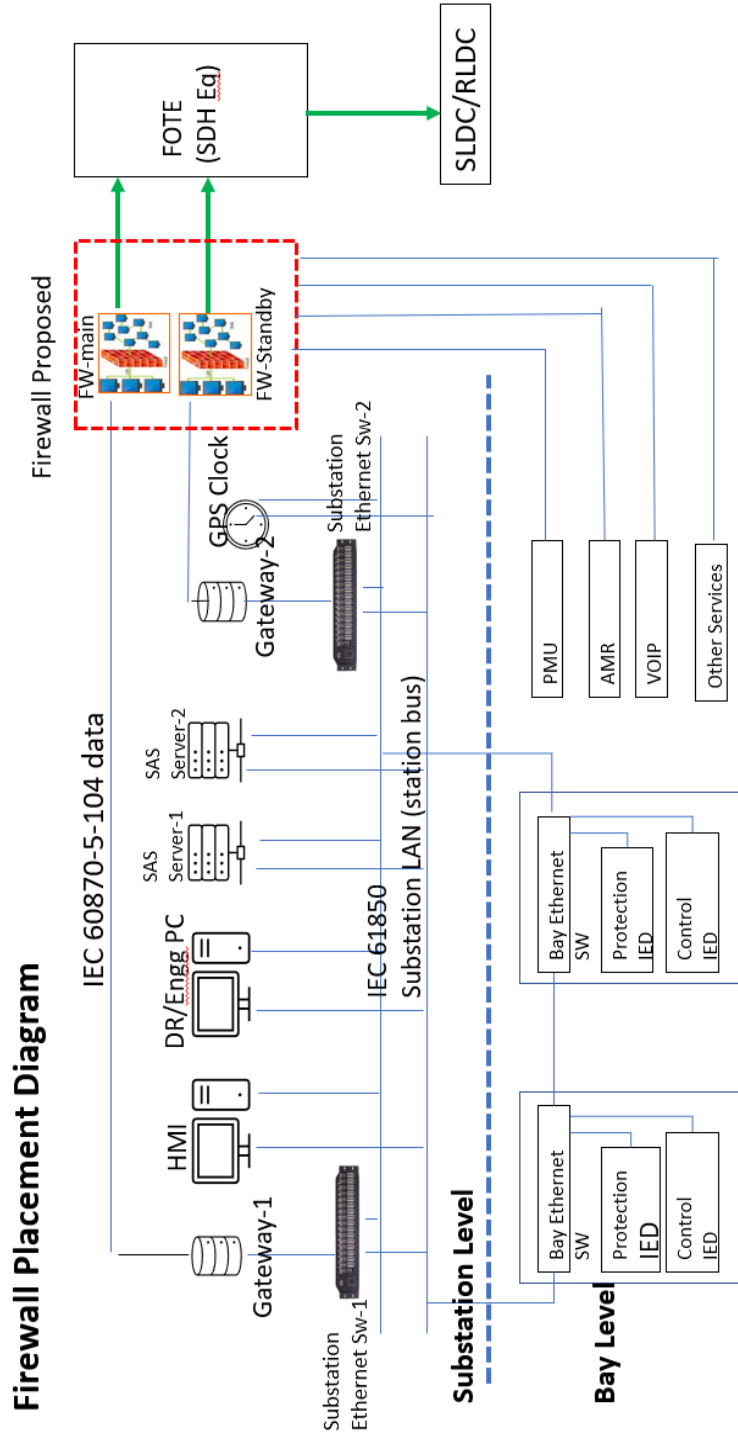 Firewall Placement Diagram
Firewall Proposed
IEC 60870-5-104 data
FW-main
FW-Standby
FOTE
(SDH Eq)
SLDC/RLDC
Gateway-1
HMI
DR/Engg PC
SAS
Server-1
SAS
Server-2
Gateway-2
GPS Clock
Substation
Ethernet Sw-1
Substation
Ethernet Sw-2
IEC 61850
Substation LAN (station bus)
Substation Level
Bay Level
Bay Ethernet
SW
Protection
IED
Control
IED
Bay Ethernet
SW
Protection
IED
Control
IED
PMU
AMR
VOIP
Other Services